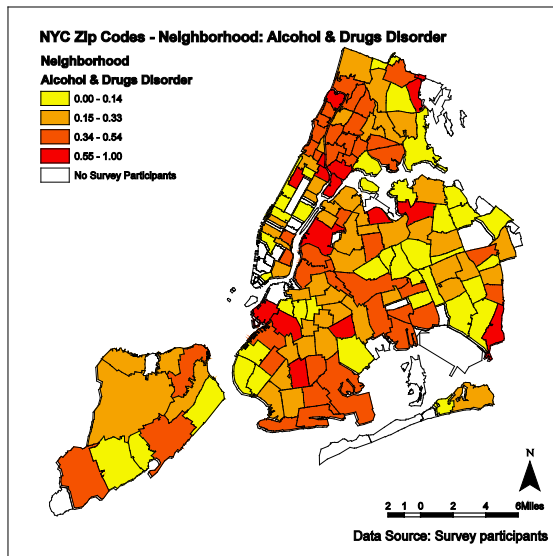 NYC Zip Codes - Neighborhood: Alcohol & Drugs Disorder
Neighborhood
Alcohol & Drugs Disorder
0.00 - 0.14
0.15 - 0.33
0.34 - 0.54
0.55 - 1.00
No Survey Participants
N
2 1 0 2 4 6Miles
Data Source: Survey participants